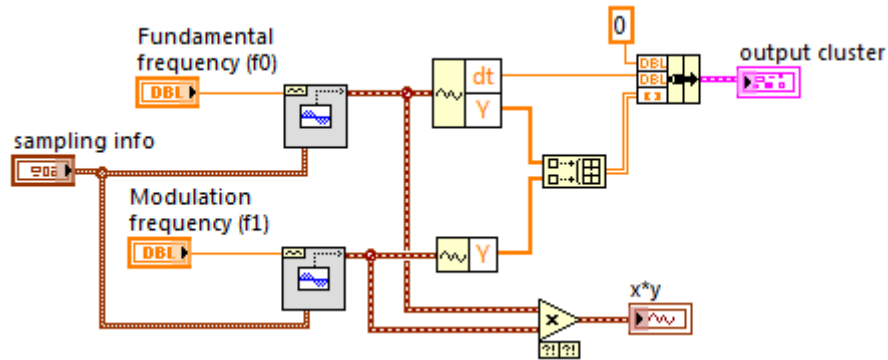 Fundamental
frequency (f0)
DBL
0
DBL
DBL
output cluster
dt
Y
sampling info
Modulation
frequency (f1)
DBL
Y
x*y
x
?! ?!